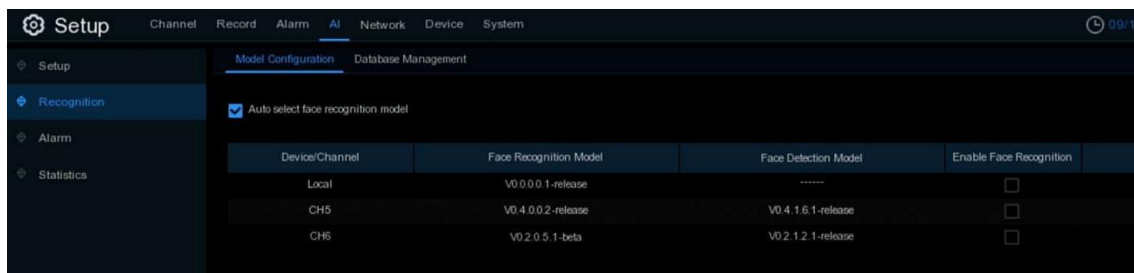 Setup Channel Record Alarm AI Network Device System 09/1
Setup Model Configuration Database Management
Recognition Auto select face recognition model
Alarm
Device/Channel Face Recognition Model Face Detection Model Enable Face Recognition
Statistics
Local V0.0.0.0.1-release ------
CH5 V0.4.0.0.2-release V0.4.1.6.1-release
CH6 V0.2.0.5.1-beta V0.2.1.2.1-release